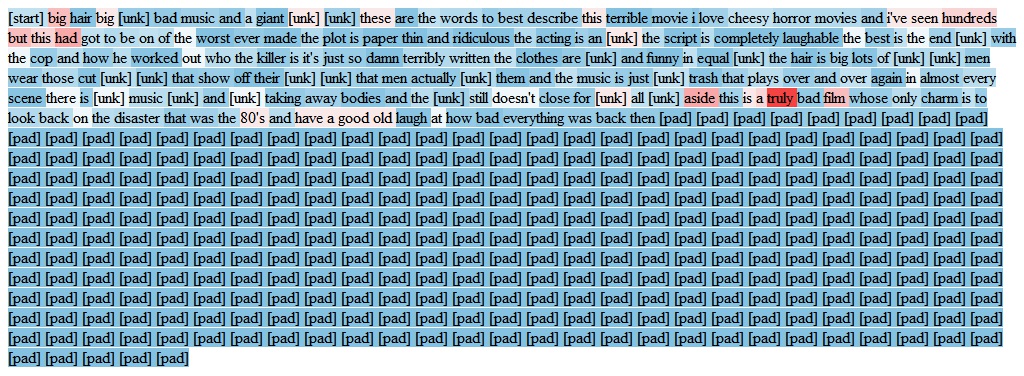 [start] big hair big [unk] bad music and a giant [unk] [unk] these are the words to best describe this terrible movie i love cheesy horror movies and i've seen hundreds
but this had got to be on of the worst ever made the plot is paper thin and ridiculous the acting is an [unk] the script is completely laughable the best is the end [unk] with
the cop and how he worked out who the killer is it's just so damn terribly written the clothes are [unk] and funny in equal [unk] the hair is big lots of [unk] [unk] men
wear those cut [unk] [unk] that show off their [unk] [unk] that men actually [unk] them and the music is just [unk] trash that plays over and over again in almost every
scene there is [unk] music [unk] and [unk] taking away bodies and the [unk] still doesn't close for [unk] all [unk] aside this is a truly bad film whose only charm is to
look back on the disaster that was the 80's and have a good old laugh at how bad everything was back then [pad] [pad] [pad] [pad] [pad] [pad] [pad] [pad] [pad]
[pad] [pad] [pad] [pad] [pad] [pad] [pad] [pad] [pad] [pad] [pad] [pad] [pad] [pad] [pad] [pad] [pad] [pad] [pad] [pad] [pad] [pad] [pad] [pad] [pad] [pad] [pad]
[pad] [pad] [pad] [pad] [pad] [pad] [pad] [pad] [pad] [pad] [pad] [pad] [pad] [pad] [pad] [pad] [pad] [pad] [pad] [pad] [pad] [pad] [pad] [pad] [pad] [pad] [pad]
[pad] [pad] [pad] [pad] [pad] [pad] [pad] [pad] [pad] [pad] [pad] [pad] [pad] [pad] [pad] [pad] [pad] [pad] [pad] [pad] [pad] [pad] [pad] [pad] [pad] [pad] [pad]
[pad] [pad] [pad] [pad] [pad] [pad] [pad] [pad] [pad] [pad] [pad] [pad] [pad] [pad] [pad] [pad] [pad] [pad] [pad] [pad] [pad] [pad] [pad] [pad] [pad] [pad] [pad]
[pad] [pad] [pad] [pad] [pad] [pad] [pad] [pad] [pad] [pad] [pad] [pad] [pad] [pad] [pad] [pad] [pad] [pad] [pad] [pad] [pad] [pad] [pad] [pad] [pad] [pad] [pad]
[pad] [pad] [pad] [pad] [pad] [pad] [pad] [pad] [pad] [pad] [pad] [pad] [pad] [pad] [pad] [pad] [pad] [pad] [pad] [pad] [pad] [pad] [pad] [pad] [pad] [pad] [pad]
[pad] [pad] [pad] [pad] [pad] [pad] [pad] [pad] [pad] [pad] [pad] [pad] [pad] [pad] [pad] [pad] [pad] [pad] [pad] [pad] [pad] [pad] [pad] [pad] [pad] [pad] [pad]
[pad] [pad] [pad] [pad] [pad] [pad] [pad] [pad] [pad] [pad] [pad] [pad] [pad] [pad] [pad] [pad] [pad] [pad] [pad] [pad] [pad] [pad] [pad] [pad] [pad] [pad] [pad]
[pad] [pad] [pad] [pad] [pad] [pad] [pad] [pad] [pad] [pad] [pad] [pad] [pad] [pad] [pad] [pad] [pad] [pad] [pad] [pad] [pad] [pad] [pad] [pad] [pad] [pad] [pad]
[pad] [pad] [pad] [pad] [pad] [pad] [pad] [pad] [pad] [pad] [pad] [pad] [pad] [pad] [pad] [pad] [pad] [pad] [pad] [pad] [pad] [pad] [pad] [pad] [pad] [pad] [pad]
[pad] [pad] [pad] [pad] [pad] [pad] [pad] [pad] [pad] [pad] [pad] [pad] [pad] [pad] [pad] [pad] [pad] [pad] [pad] [pad] [pad] [pad] [pad] [pad] [pad] [pad] [pad]
[pad] [pad] [pad] [pad] [pad]